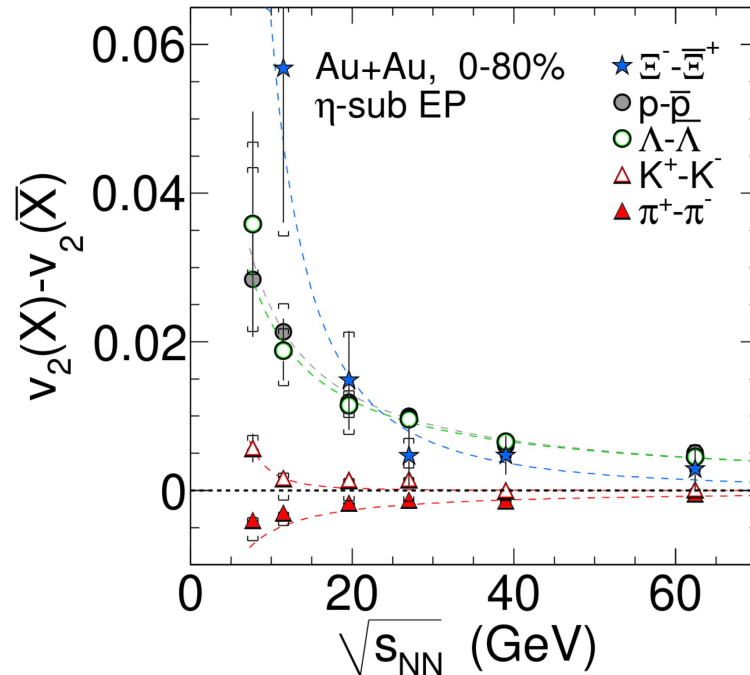 0.06
0.04
0.02
0
v₂(X)-v₂(X̅)
Au+Au, 0-80%
η-sub EP
Ξ⁻-Ξ̅⁺
p-p̅
Λ-Λ̅
K⁺-K⁻
π⁺-π⁻
0 20 40 60
√s_NN (GeV)